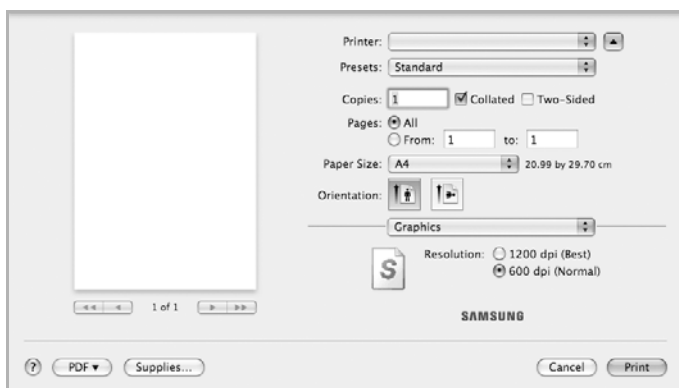 Printer:
Presets: Standard
Copies: 1 Collated Two-Sided
Pages: All
From: 1 to: 1
Paper Size: A4 20.99 by 29.70 cm
Orientation:
Graphics
Resolution: 1200 dpi (Best)
600 dpi (Normal)
S
1 of 1
SAMSUNG
? PDF Supplies... Cancel Print